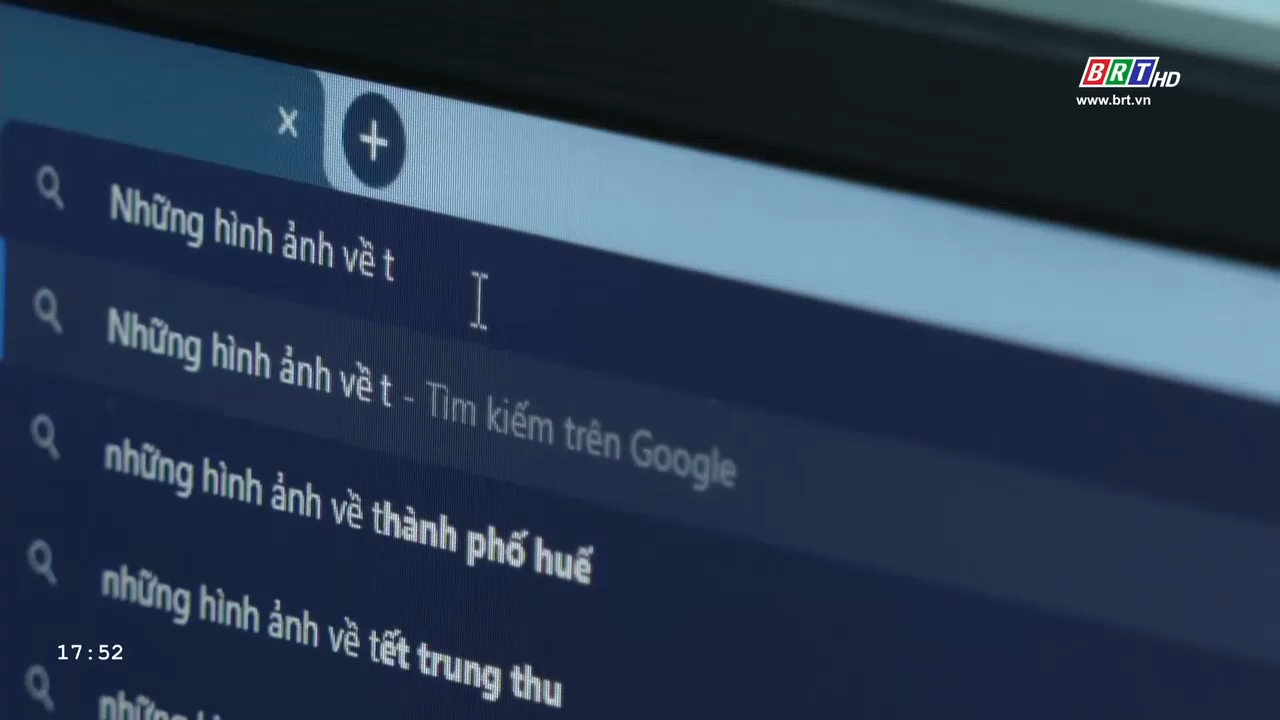 BRT HD
www.brt.vn
x
+
Những hình ảnh về t
Những hình ảnh về t - Tìm kiếm trên Google
những hình ảnh về thành phố huế
những hình ảnh về tết trung thu
17:52
những